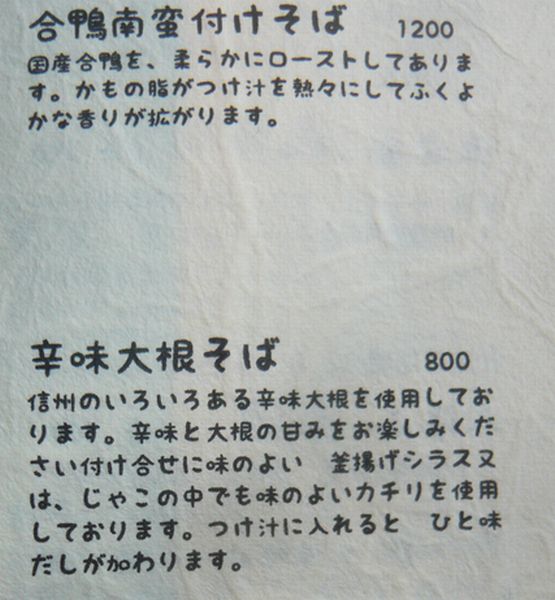 合鴨南蛮付けそば 1200
国産合鴨を、柔らかにローストしてありま
す。かもの脂がつけ汁を熱々にしてふくよ
かな香りが拡がります。
辛味大根そば 800
信州のいろいろある辛味大根を使用してお
ります。辛味と大根の甘みをお楽しみくだ
さい付け合せに味のよい 釜揚げシラス又
は、じゃこの中でも味のよいカチリを使用
しております。つけ汁に入れると ひと味
だしが加わります。